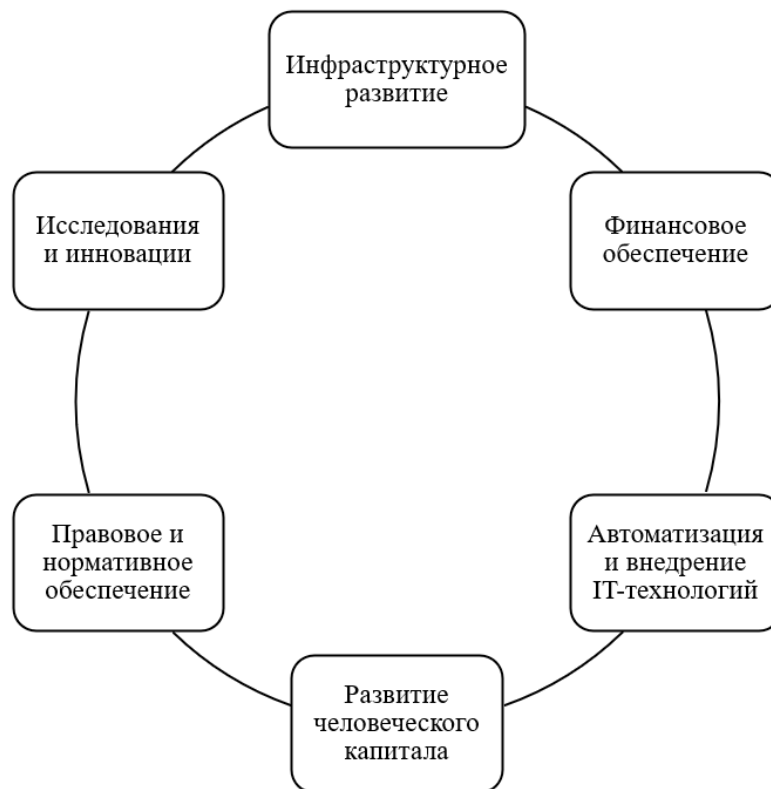 Инфраструктурное
развитие
Финансовое
обеспечение
Автоматизация
и внедрение
IT-технологий
Развитие
человеческого
капитала
Правовое и
нормативное
обеспечение
Исследования
и инновации